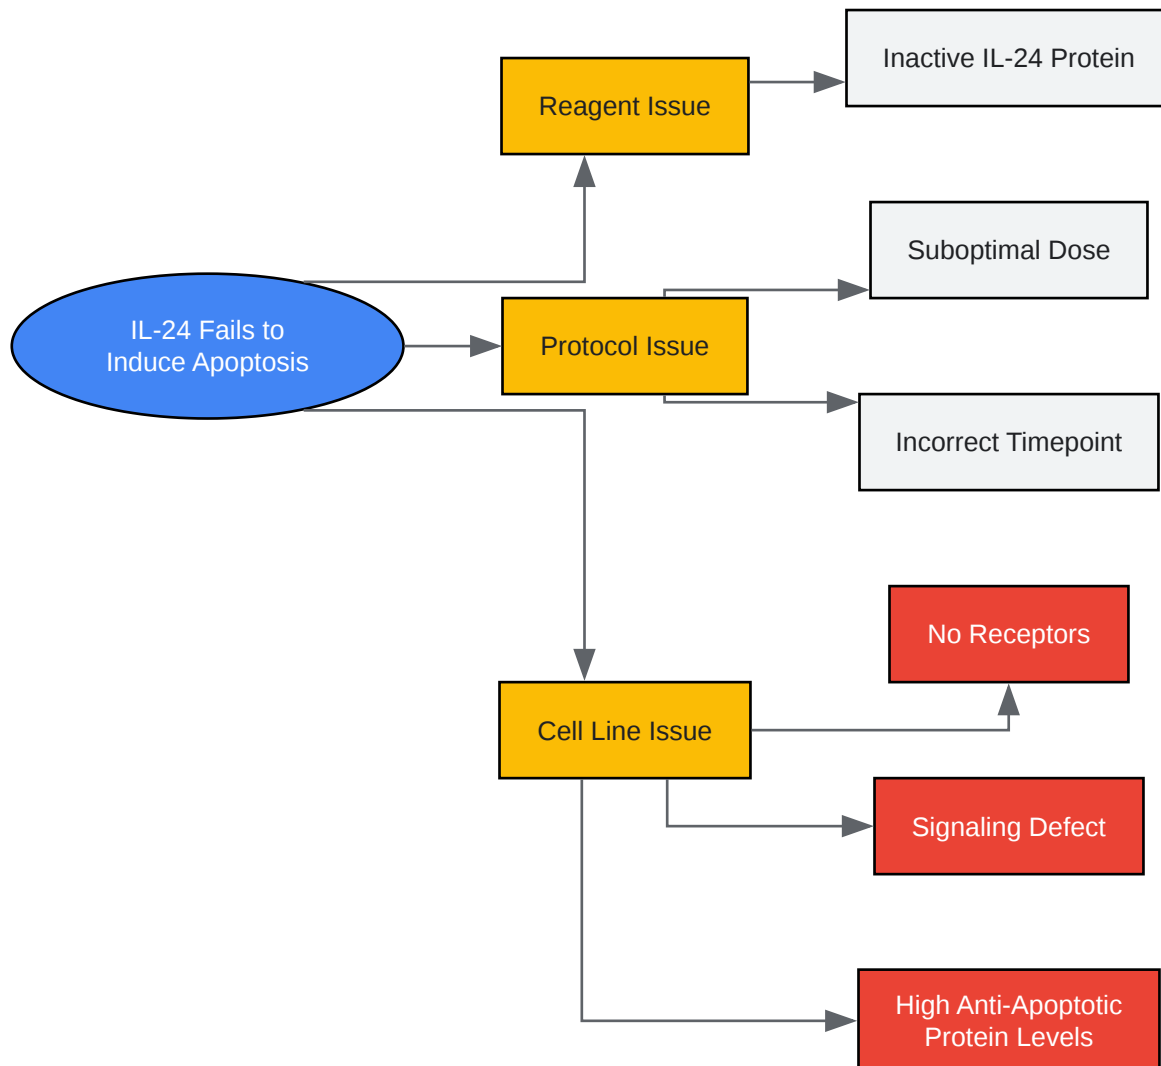 Inactive IL-24 Protein
Reagent Issue
Suboptimal Dose
IL-24 Fails to
Induce Apoptosis
Protocol Issue
Incorrect Timepoint
No Receptors
Cell Line Issue
Signaling Defect
High Anti-Apoptotic
Protein Levels